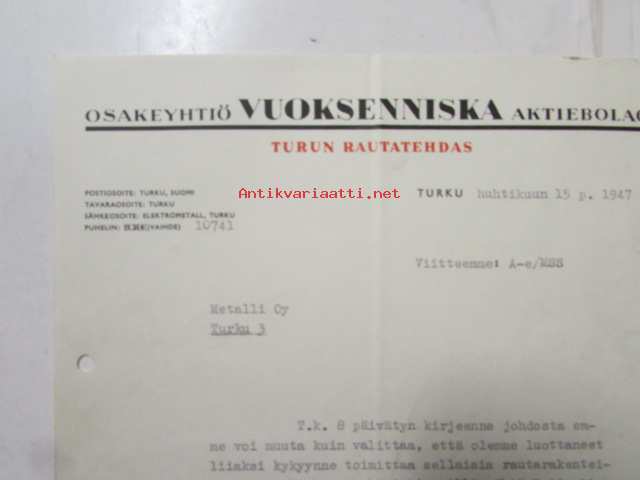 OSAKEYHTIÖ VUOKSENNISKA AKTIEBOLAG
TURUN RAUTATEHDAS
Antikvariaatti.net
POSTIOSOITE: TURKU, SUOMI
TAVARAOSOITE: TURKU
SÄHKEOSOITE: ELEKTROMETALL, TURKU
PUHELIN: (VAIHDE) 10741
TURKU huhtikuun 15 p. 1947
Viitteenne: A-e/MSS
Metalli Oy
Turku 3
T.k. 8 päivätyn kirjeenne johdosta em-
me voi muuta kuin valittaa, että olemme luottaneet
liiaksi kykyynne toimittaa sellaisia rautarakentei-